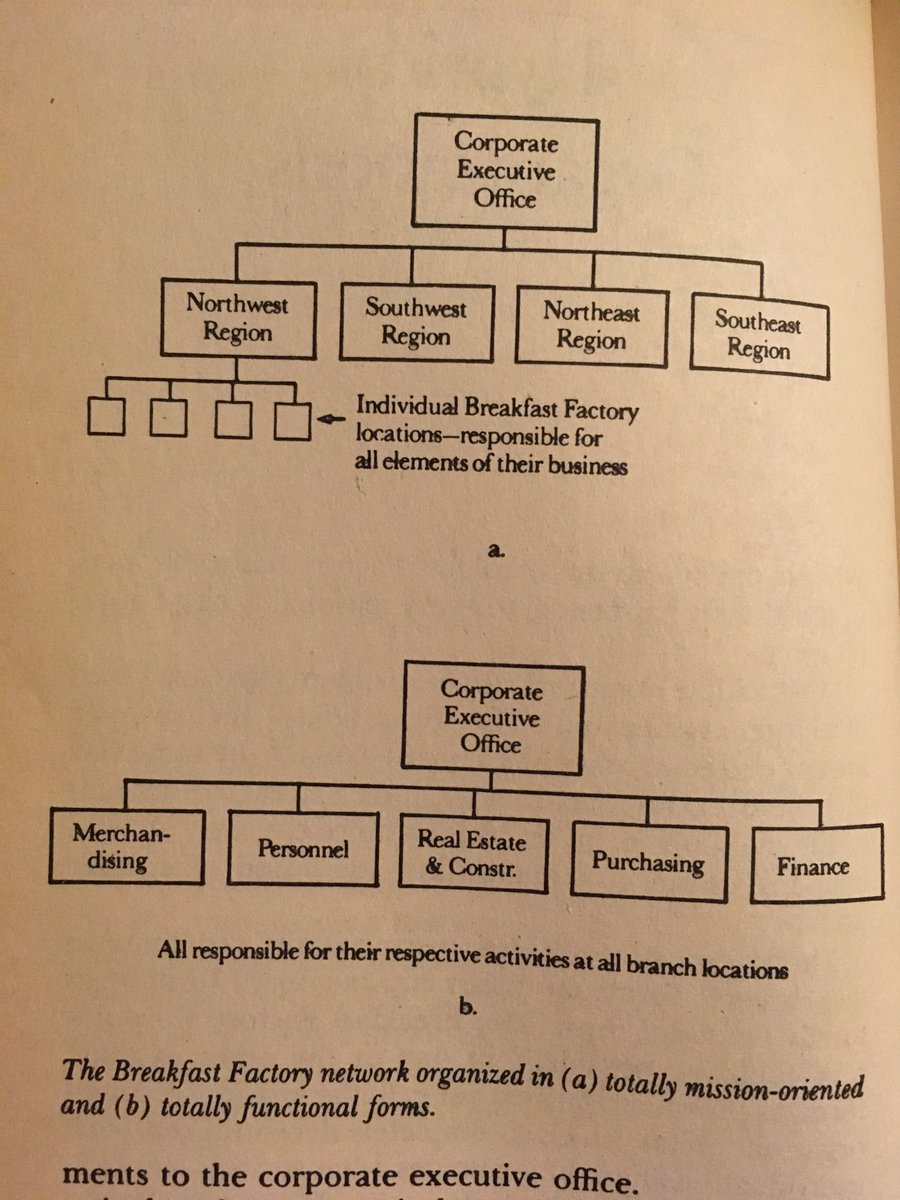 Corporate
Executive
Office
Northwest
Region
Southwest
Region
Northeast
Region
Southeast
Region
Individual Breakfast Factory
locations—responsible for
all elements of their business
a.
Corporate
Executive
Office
Merchan-
dising
Personnel
Real Estate
& Constr.
Purchasing
Finance
All responsible for their respective activities at all branch locations
b.
The Breakfast Factory network organized in (a) totally mission-oriented
and (b) totally functional forms.
ments to the corporate executive office.